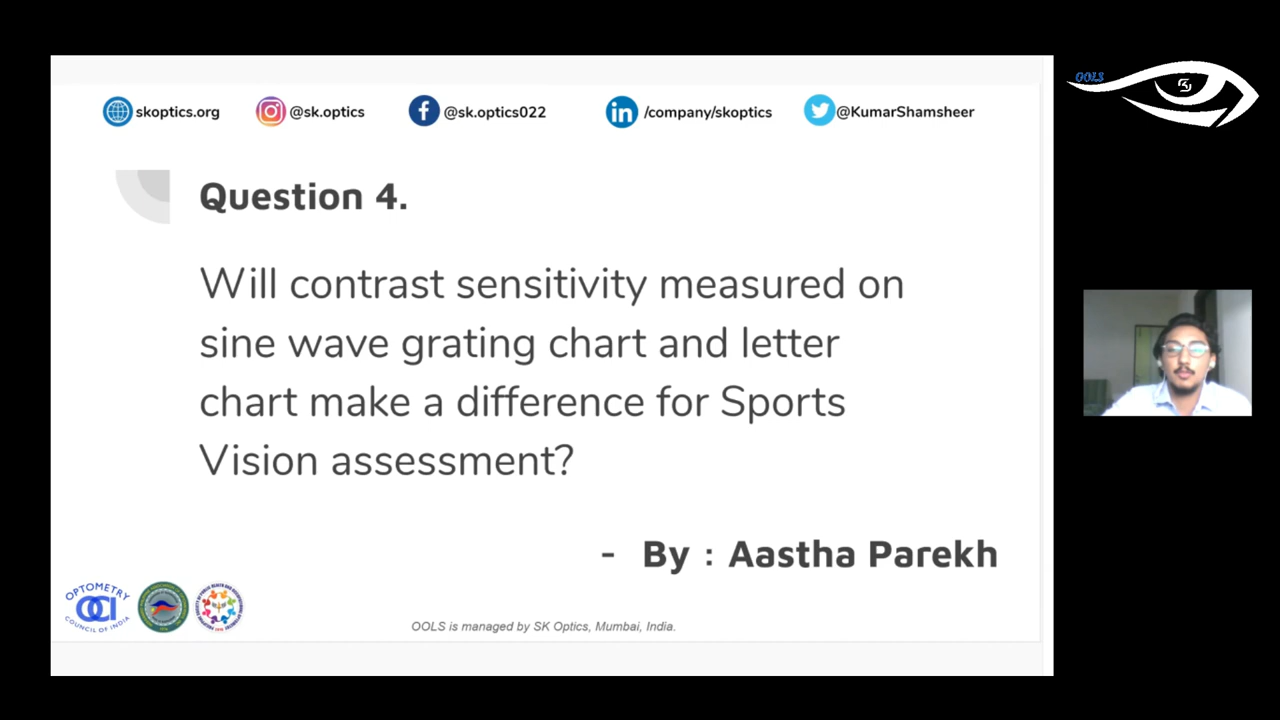 skoptics.org @sk.optics @sk.optics022 /company/skoptics @KumarShamsheer
OOLS
Question 4.
Will contrast sensitivity measured on
sine wave grating chart and letter
chart make a difference for Sports
Vision assessment?
- By : Aastha Parekh
OPTOMETRY
OCI
COUNCIL OF INDIA
OOLS is managed by SK Optics, Mumbai, India.